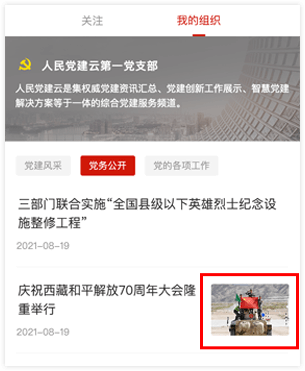 关注 我的组织
人民党建云第一党支部
人民党建云是集权威党建资讯汇总、党建创新工作展示、智慧党建
解决方案等于一体的综合党建服务频道。
党建风采 党务公开 党的各项工作
三部门联合实施“全国县级以下英雄烈士纪念设
施整修工程”
2021-08-19
庆祝西藏和平解放70周年大会隆
重举行
2021-08-19